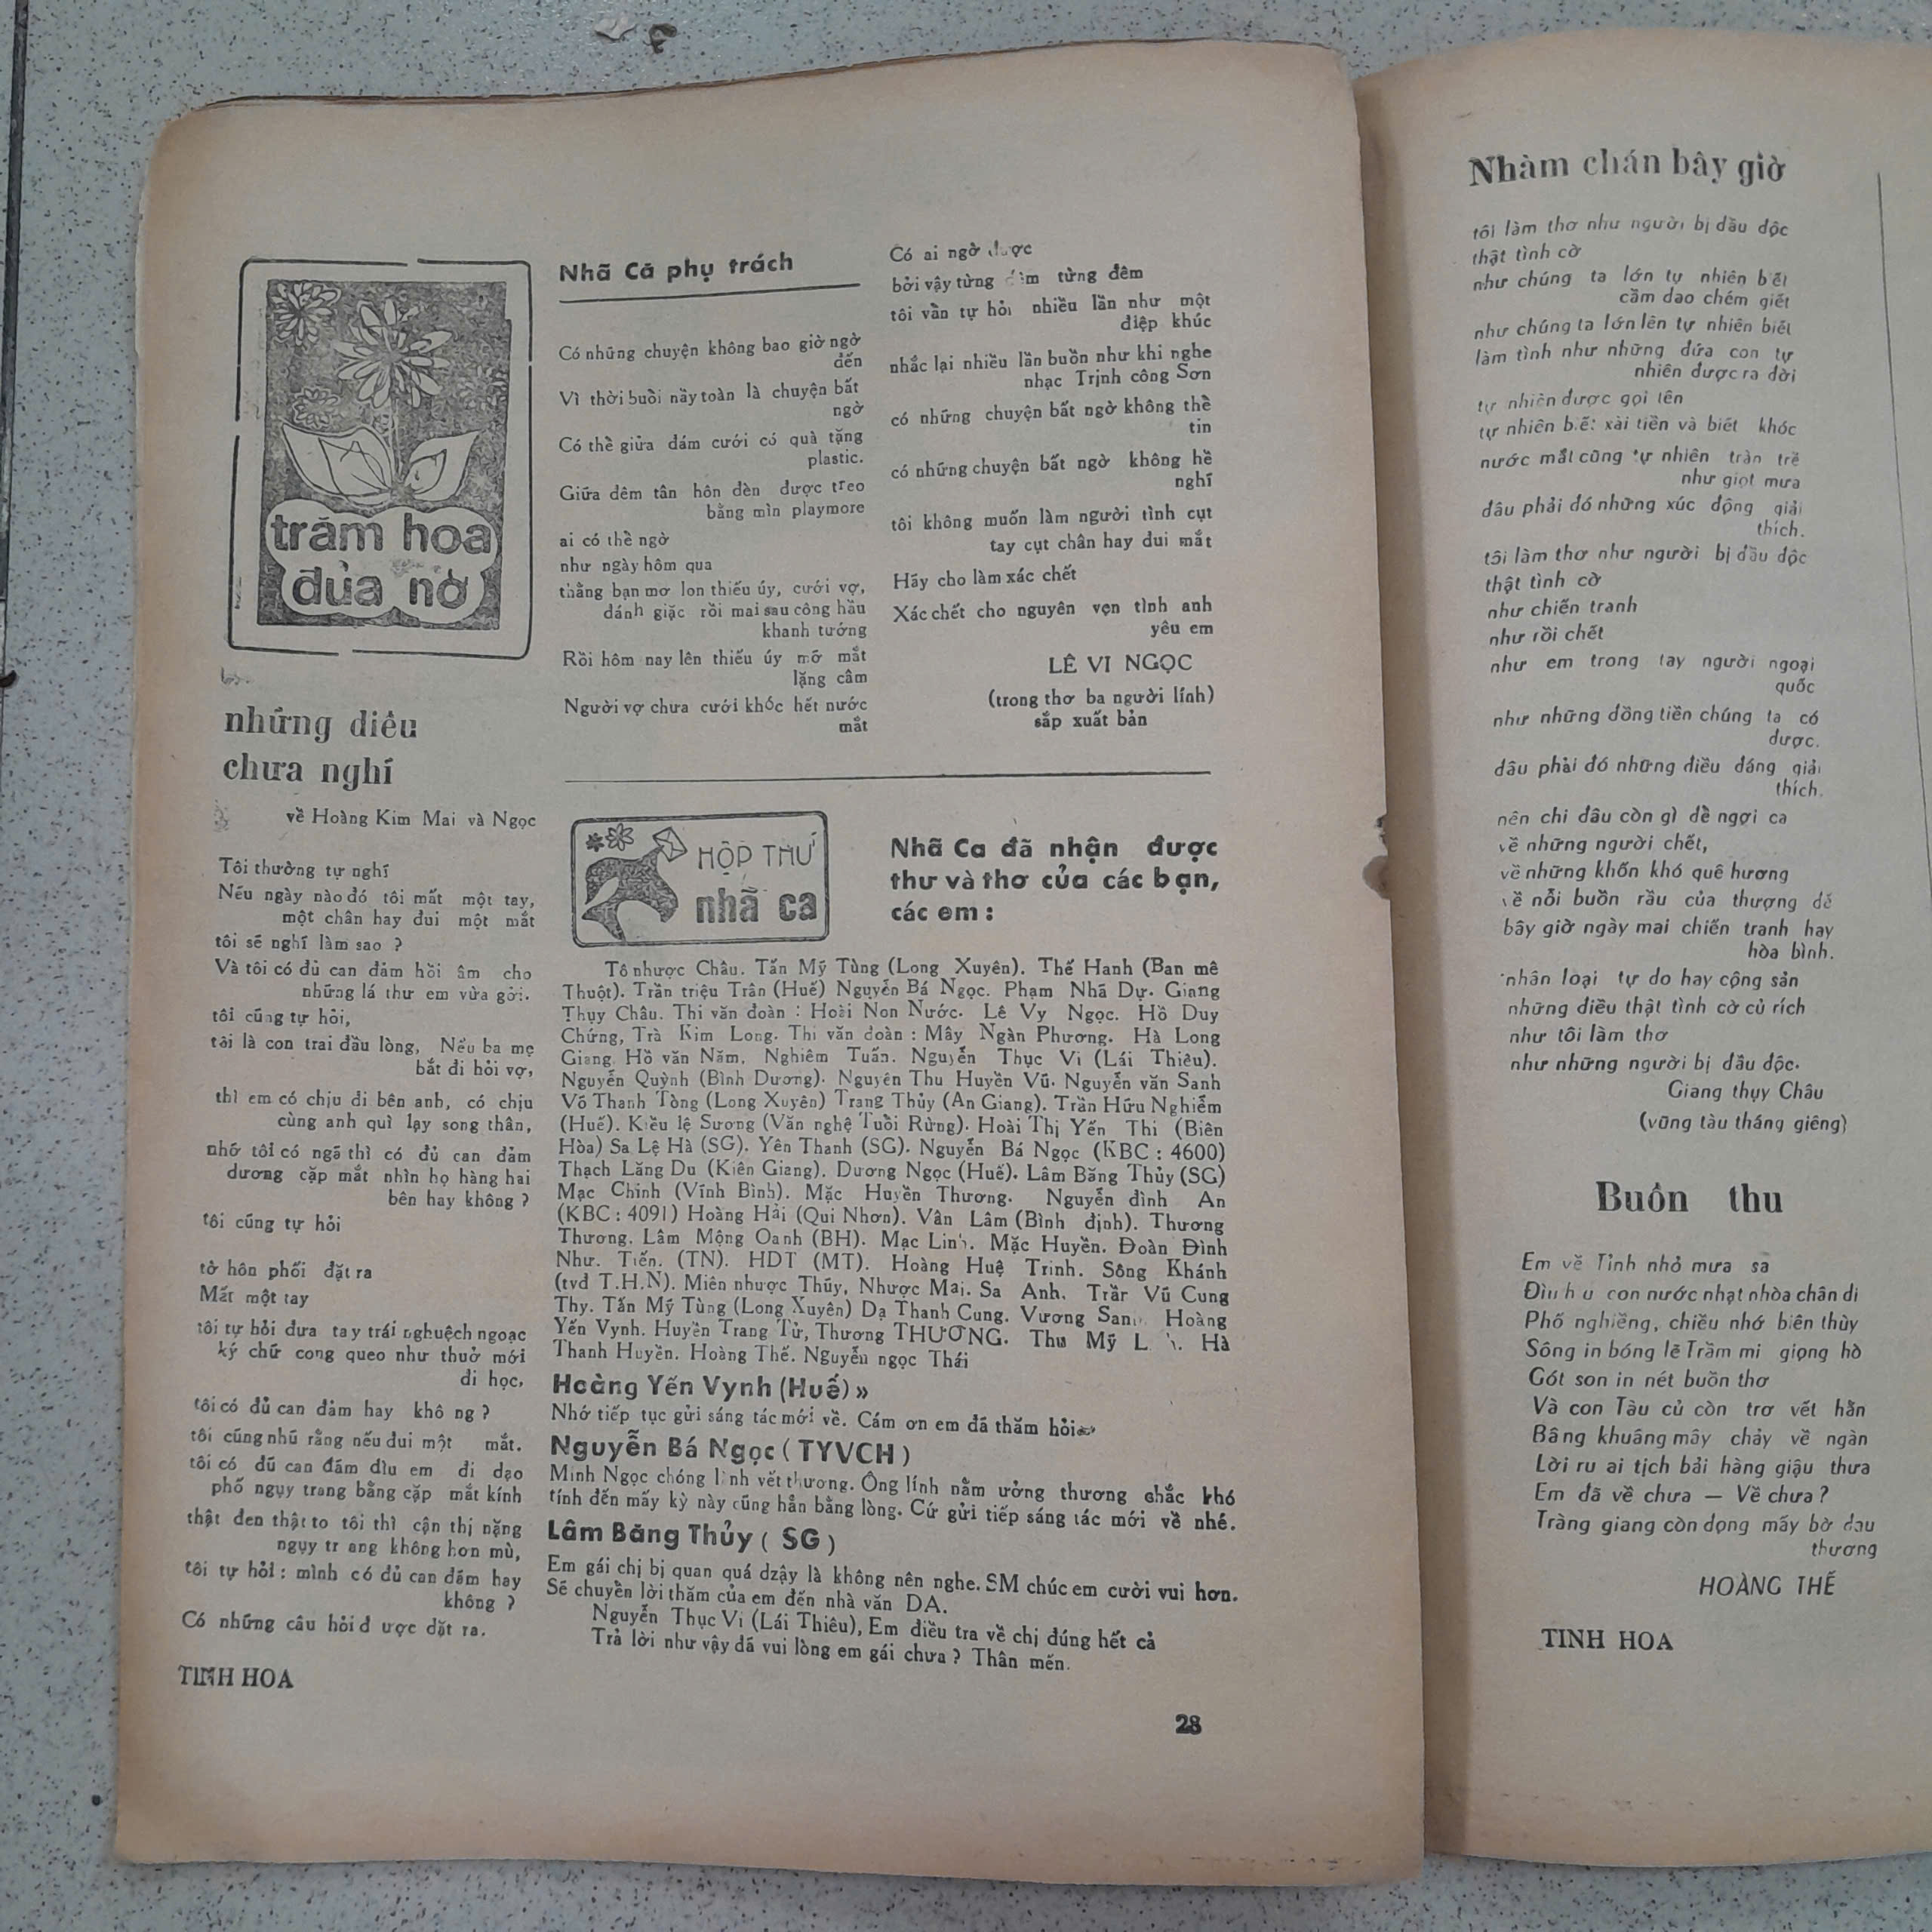 trăm hoa
đủa nở
những điều
chưa nghĩ
về Hoàng Kim Mai và Ngọc
Tôi thường tự nghĩ
Nếu ngày nào đó tôi mất một tay,
một chân hay đui một mắt
tôi sẽ nghĩ làm sao ?
Và tôi có đủ can đảm hồi âm cho
những lá thư em vừa gởi.
tôi cũng tự hỏi,
tôi là con trai đầu lòng, Nếu ba mẹ
bắt đi hỏi vợ,
thì em có chịu đi bên anh, có chịu
cùng anh quì lạy song thân,
nhớ tôi có ngã thì có đủ can đảm
dương cặp mắt nhìn họ hàng hai
bên hay không ?
tôi cũng tự hỏi
tờ hôn phối đặt ra
Mất một tay
tôi tự hỏi đưa tay trái nghuệch ngoạc
ký chữ cong queo như thuở mới
đi học,
tôi có đủ can đảm hay khô ng ?
tôi cũng nhũ rằng nếu đui một mắt.
tôi có đũ can đảm dìu em đi dạo
phố ngụy trang bằng cặp mắt kính
thật đen thật to tôi thì cận thị nặng
ngụy tr ang không hơn mù,
tôi tự hỏi : mình có đủ can đảm hay
không ?
Có những câu hỏi đ ược đặt ra.
TINH HOA
Nhã Cã phụ trách
Có những chuyện không bao giờ ngờ
đến
Vì thời buổi nầy toàn là chuyện bất
ngờ
Có thể giửa đám cưới có quà tặng
plastic.
Giữa đêm tân hôn đèn được treo
bằng mìn playmore
ai có thể ngờ
như ngày hôm qua
thằng bạn mơ lon thiếu úy, cưới vợ,
đánh giặc rồi mai sau công hầu
khanh tướng
Rồi hôm nay lên thiếu úy mỡ mắt
lặng câm
Người vợ chưa cưới khóc hết nước
mắt
Có ai ngờ được
bởi vậy từng đêm từng đêm
tôi vẫn tự hỏi nhiều lần như một
điệp khúc
nhắc lại nhiều lần buồn như khi nghe
nhạc Trịnh công Sơn
có những chuyện bất ngờ không thể
tin
có những chuyện bất ngờ không hề
nghĩ
tôi không muốn làm người tình cụt
tay cụt chân hay đui mắt
Hãy cho làm xác chết
Xác chết cho nguyên vẹn tình anh
yêu em
LÊ VI NGỌC
(trong thơ ba người lính)
sắp xuất bản
HỘP THƯ
nhã ca
Nhã Ca đã nhận được
thư và thơ của các bạn,
các em :
Tô nhược Châu. Tấn Mỹ Tùng (Long Xuyên). Thế Hanh (Ban mê
Thuột). Trần triệu Trân (Huế) Nguyễn Bá Ngọc. Phạm Nhã Dự. Giang
Thụy Châu. Thi văn đoàn : Hoài Non Nước. Lê Vy Ngọc. Hồ Duy
Chứng, Trà Kim Long. Thi văn đoàn : Mây Ngàn Phương. Hà Long
Giang. Hồ văn Năm. Nghiêm Tuấn. Nguyễn Thục Vi (Lái Thiêu).
Nguyễn Quỳnh (Bình Dương). Nguyên Thu Huyền Vũ. Nguyễn văn Sanh
Võ Thanh Tòng (Long Xuyên) Trang Thủy (An Giang). Trần Hữu Nghiễm
(Huế). Kiều lệ Sương (Văn nghệ Tuổi Rừng). Hoài Thị Yến Thi (Biên
Hòa) Sa Lệ Hà (SG). Yên Thanh (SG). Nguyễn Bá Ngọc (KBC : 4600)
Thạch Lăng Du (Kiên Giang). Dương Ngọc (Huế). Lâm Băng Thủy (SG)
Mạc Chinh (Vĩnh Bình). Mặc Huyền Thương. Nguyễn đình An
(KBC : 4091) Hoàng Hải (Qui Nhơn). Vân Lâm (Bình định). Thương
Thương. Lâm Mộng Oanh (BH). Mạc Linh. Mặc Huyền. Đoàn Đình
Như. Tiến. (TN). HDT (MT). Hoàng Huệ Trinh. Sông Khánh
(tvđ T.H.N). Miên nhược Thúy, Nhược Mai. Sa Anh. Trần Vũ Cung
Thy. Tấn Mỹ Tùng (Long Xuyên) Dạ Thanh Cung. Vương Sanh. Hoàng
Yến Vynh. Huyền Trang Tử, Thương THƯƠNG. Thu Mỹ L. Hà
Thanh Huyền. Hoàng Thế. Nguyễn ngọc Thái
Hoàng Yến Vynh (Huế) »
Nhớ tiếp tục gửi sáng tác mới về. Cám ơn em đã thăm hỏi
Nguyễn Bá Ngọc ( TYVCH )
Minh Ngọc chóng lành vết thương. Ông lính nằm ưởng thương chắc khó
tính đến mấy kỳ này cũng hẳn bằng lòng. Cứ gửi tiếp sáng tác mới về nhé.
Lâm Băng Thủy ( SG )
Em gái chị bị quan quá dzậy là không nên nghe. SM chúc em cười vui hơn.
Sẽ chuyển lời thăm của em đến nhà văn DA.
Nguyễn Thục Vi (Lái Thiêu), Em điều tra về chị đúng hết cả
Trả lời như vậy đã vui lòng em gái chưa ? Thân mến.
28
Nhàm chán bây giờ
tôi làm thơ như người bị đầu độc
thật tình cờ
như chúng ta lớn tự nhiên biết
cầm dao chém giết
như chúng ta lớn lên tự nhiên biết
làm tình như những đứa con tự
nhiên được ra đời
tự nhiên được gọi tên
tự nhiên biết xài tiền và biết khóc
nước mắt cũng tự nhiên tràn trề
như giọt mưa
đâu phải đó những xúc động giải
thích.
tôi làm thơ như người bị đầu độc
thật tình cờ
như chiến tranh
như rồi chết
như em trong tay người ngoại
quốc
như những đồng tiền chúng ta có
được.
đâu phải đó những điều đáng giải
thích.
nên chi đâu còn gì để ngợi ca
về những người chết,
về những khốn khó quê hương
về nỗi buồn rầu của thượng đế
bây giờ ngày mai chiến tranh hay
hòa bình.
nhân loại tự do hay cộng sản
những điều thật tình cờ củ rích
như tôi làm thơ
như những người bị đầu độc.
Giang thụy Châu
(vũng tàu tháng giêng)
Buồn thu
Em về Tỉnh nhỏ mưa sa
con nước nhạt nhòa chân đi
Phố nghiêng, chiều nhớ biên thùy
Sông in bóng lẽ Trầm mi giọng hò
Gót son in nét buồn thơ
Và con Tàu củ còn trơ vết hằn
Bâng khuâng mây chảy về ngàn
Lời ru ai tịch bải hàng giậu thưa
Em đã về chưa — Về chưa ?
Tràng giang còn đọng mấy bờ đau
thương
HOÀNG THẾ
TINH HOA